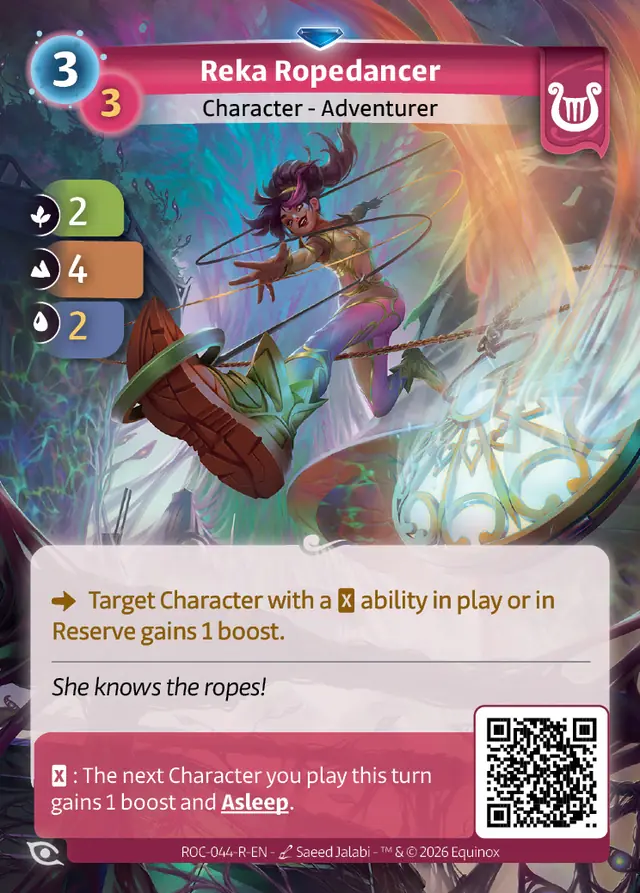 3
Reka Ropedancer
3
Character - Adventurer
2
4
2
Target Character with a X ability in play or in
Reserve gains 1 boost.
She knows the ropes!
X : The next Character you play this turn
gains 1 boost and Asleep.
ROC-044-R-EN - Saeed Jalabi - ™ & © 2026 Equinox